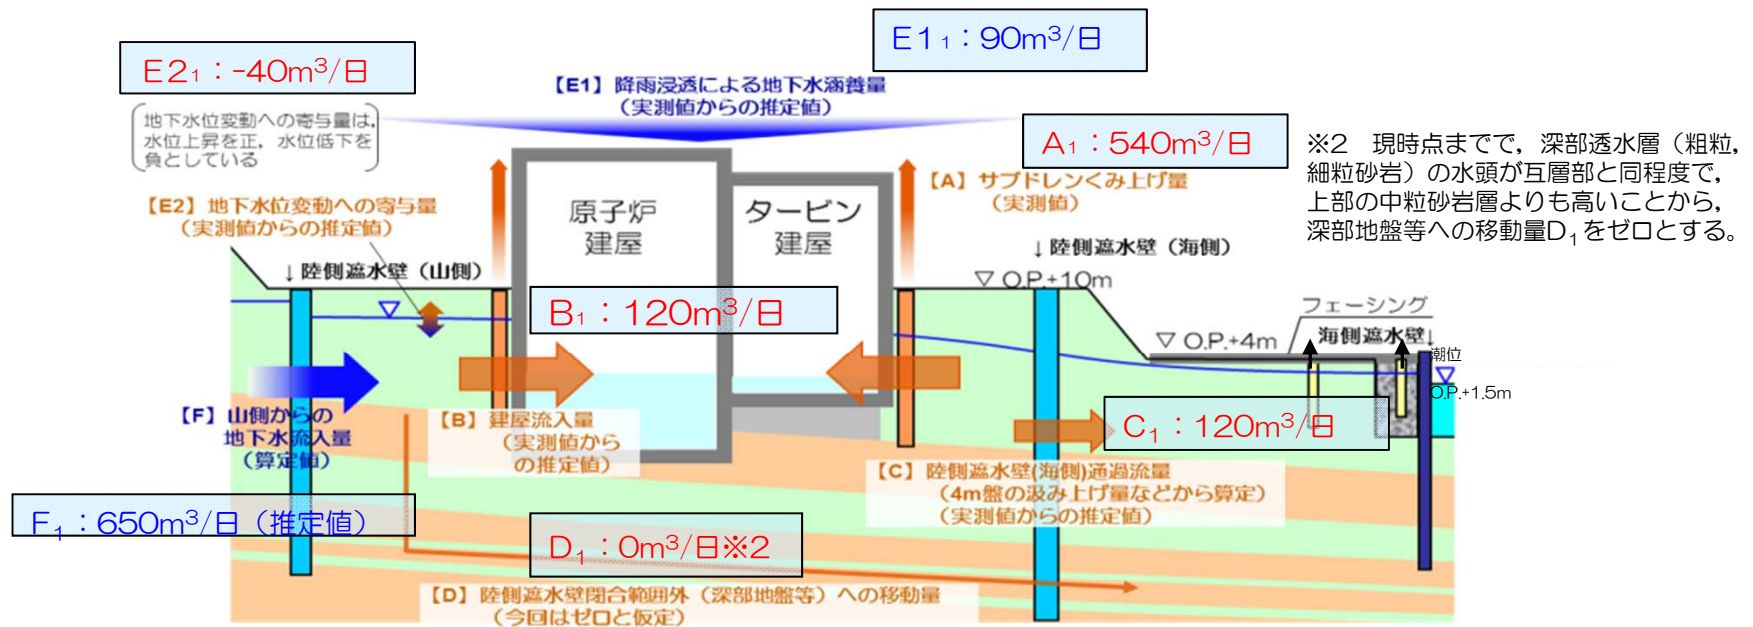 E1₁：90m³/日
E2₁：-40m³/日
【E1】降雨浸透による地下水涵養量
（実測値からの推定値）
地下水位変動への寄与量は，
水位上昇を正，水位低下を
負としている
A₁：540m³/日
※2　現時点までで，深部透水層（粗粒，
細粒砂岩）の水頭が互層部と同程度で，
上部の中粒砂岩層よりも高いことから，
深部地盤等への移動量D₁をゼロとする。
【E2】地下水位変動への寄与量
（実測値からの推定値）
【A】サブドレンくみ上げ量
（実測値）
原子炉
建屋
タービン
建屋
↓陸側遮水壁（山側）
↓陸側遮水壁（海側）
▽ O.P.+10m
B₁：120m³/日
フェーシング
▽ O.P.+4m
海側遮水壁↓
潮位
O.P.+1.5m
【F】山側からの
地下水流入量
（算定値）
【B】建屋流入量
（実測値から
の推定値）
C₁：120m³/日
【C】陸側遮水壁(海側)通過流量
（4m盤の汲み上げ量などから算定）
（実測値からの推定値）
F₁：650m³/日（推定値）
D₁：0m³/日※2
【D】陸側遮水壁閉合範囲外（深部地盤等）への移動量
（今回はゼロと仮定）